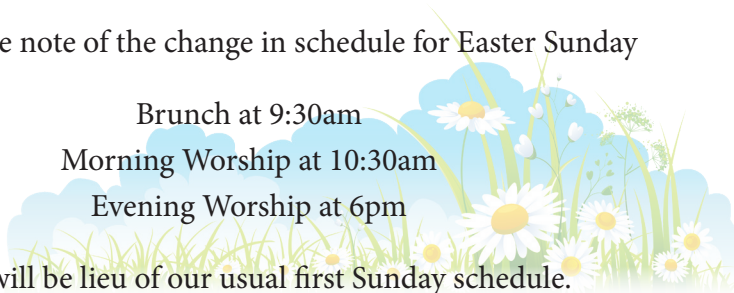 e note of the change in schedule for Easter Sunday
Brunch at 9:30am
Morning Worship at 10:30am
Evening Worship at 6pm
will be lieu of our usual first Sunday schedule.